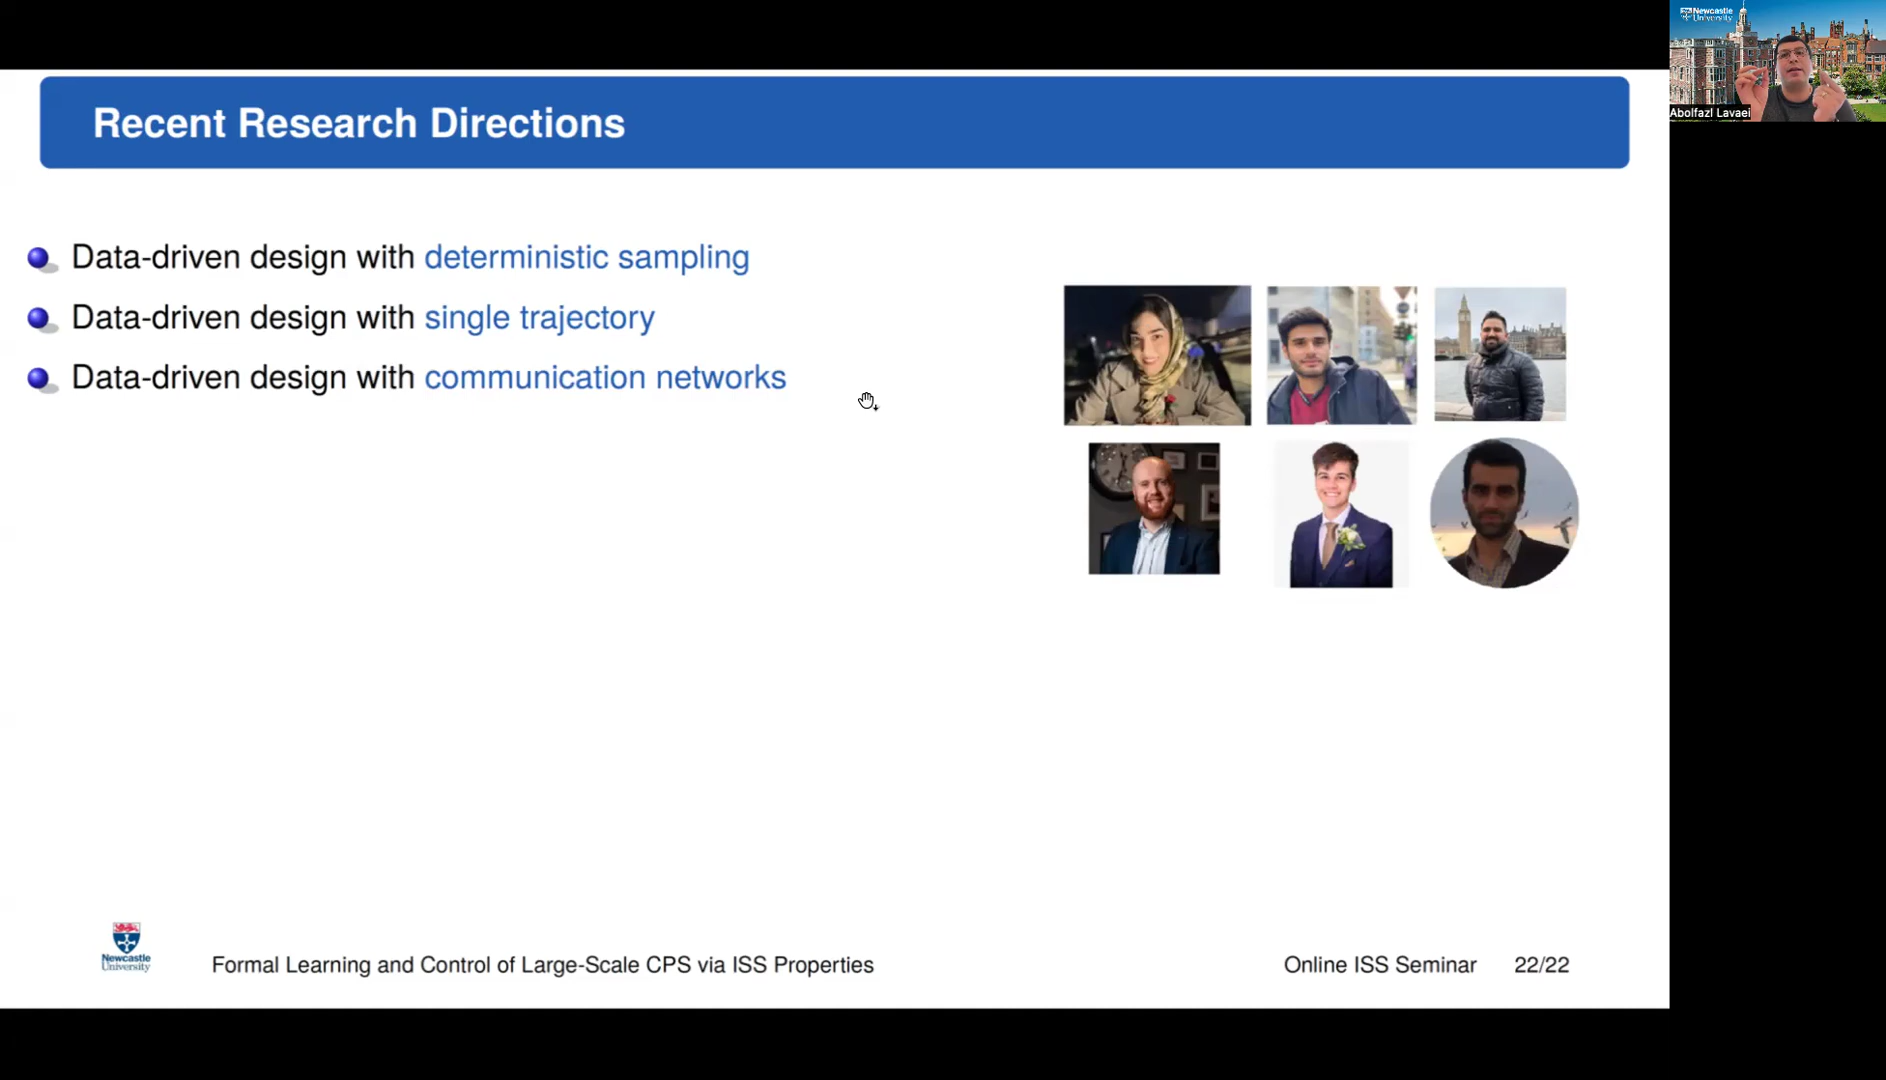 Newcastle
University
Abolfazl Lavaei
Recent Research Directions
Data-driven design with deterministic sampling
Data-driven design with single trajectory
Data-driven design with communication networks
Newcastle
University
Formal Learning and Control of Large-Scale CPS via ISS Properties
Online ISS Seminar
22/22